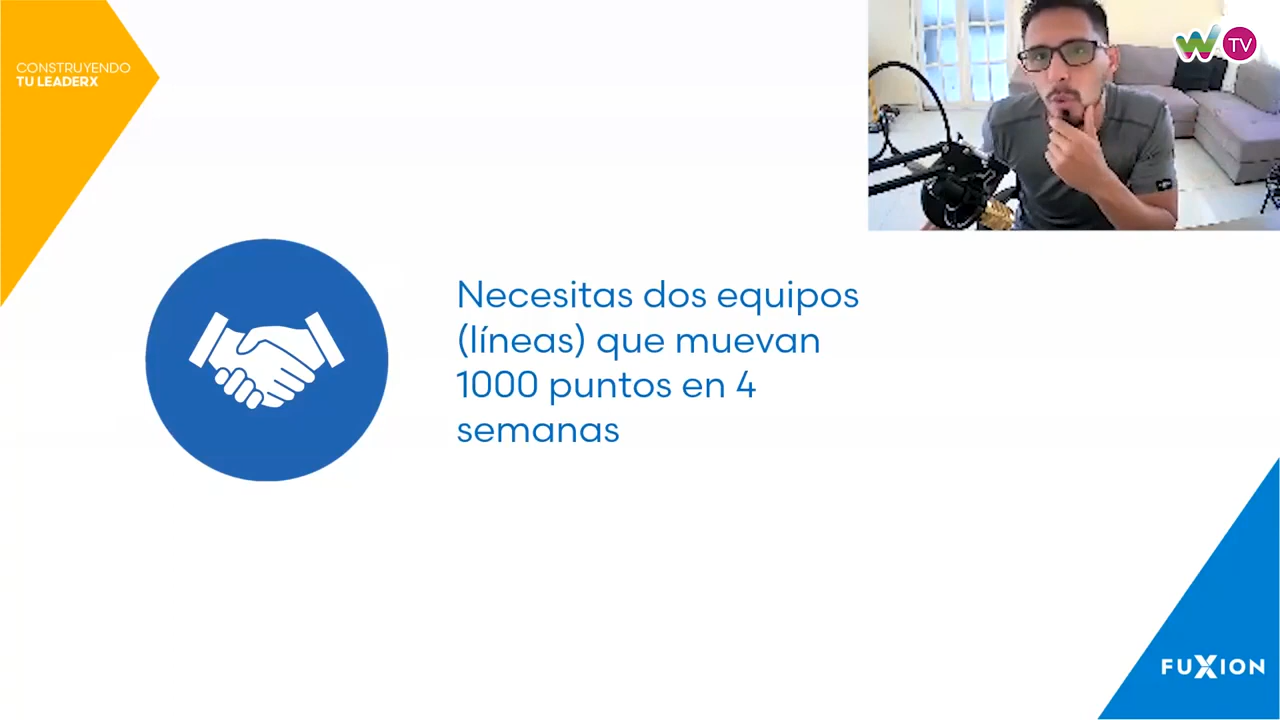 CONSTRUYENDO
TU LEADERX
W TV
Necesitas dos equipos
(líneas) que muevan
1000 puntos en 4
semanas
FUXION